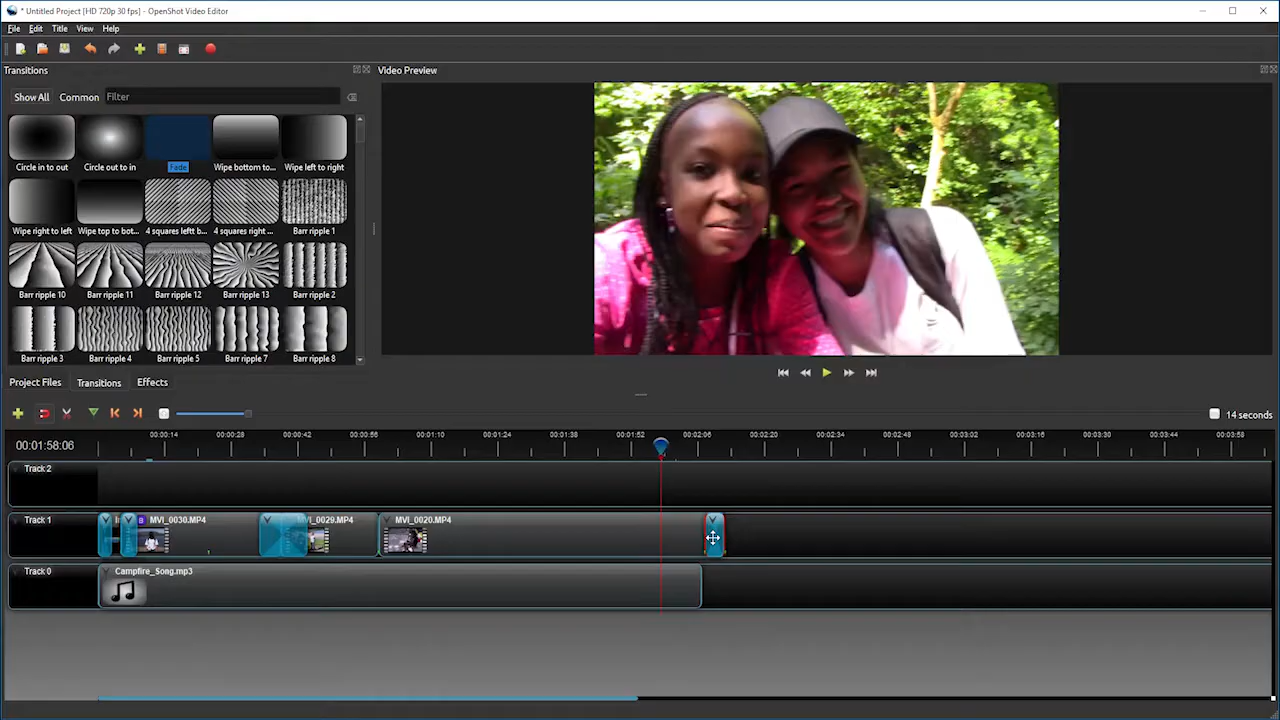 * Untitled Project [HD 720p 30 fps] - OpenShot Video Editor
File Edit Title View Help
Transitions
Video Preview
Show All Common Filter
Circle in to out Circle out to in Fade Wipe bottom to... Wipe left to right
Wipe right to left Wipe top to bot... 4 squares left b... 4 squares right ... Barr ripple 1
Barr ripple 10 Barr ripple 11 Barr ripple 12 Barr ripple 13 Barr ripple 2
Barr ripple 3 Barr ripple 4 Barr ripple 5 Barr ripple 7 Barr ripple 8
Project Files Transitions Effects
14 seconds
00:01:58:06
00:00:14 00:00:28 00:00:42 00:00:56 00:01:10 00:01:24 00:01:38 00:01:52 00:02:06 00:02:20 00:02:34 00:02:48 00:03:02 00:03:16 00:03:30 00:03:44 00:03:58
Track 2
Track 1
B MVI_0030.MP4
MVI_0029.MP4
MVI_0020.MP4
Track 0
Campfire_Song.mp3